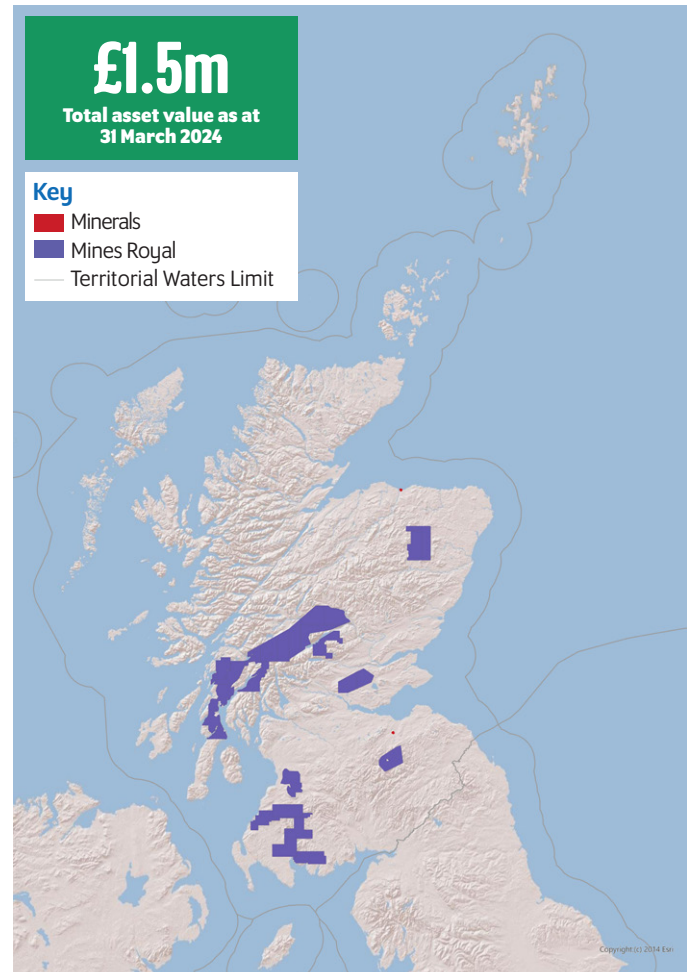 £1.5m
Total asset value as at
31 March 2024
Key
Minerals
Mines Royal
Territorial Waters Limit
Copyright:(c) 2014 Esri